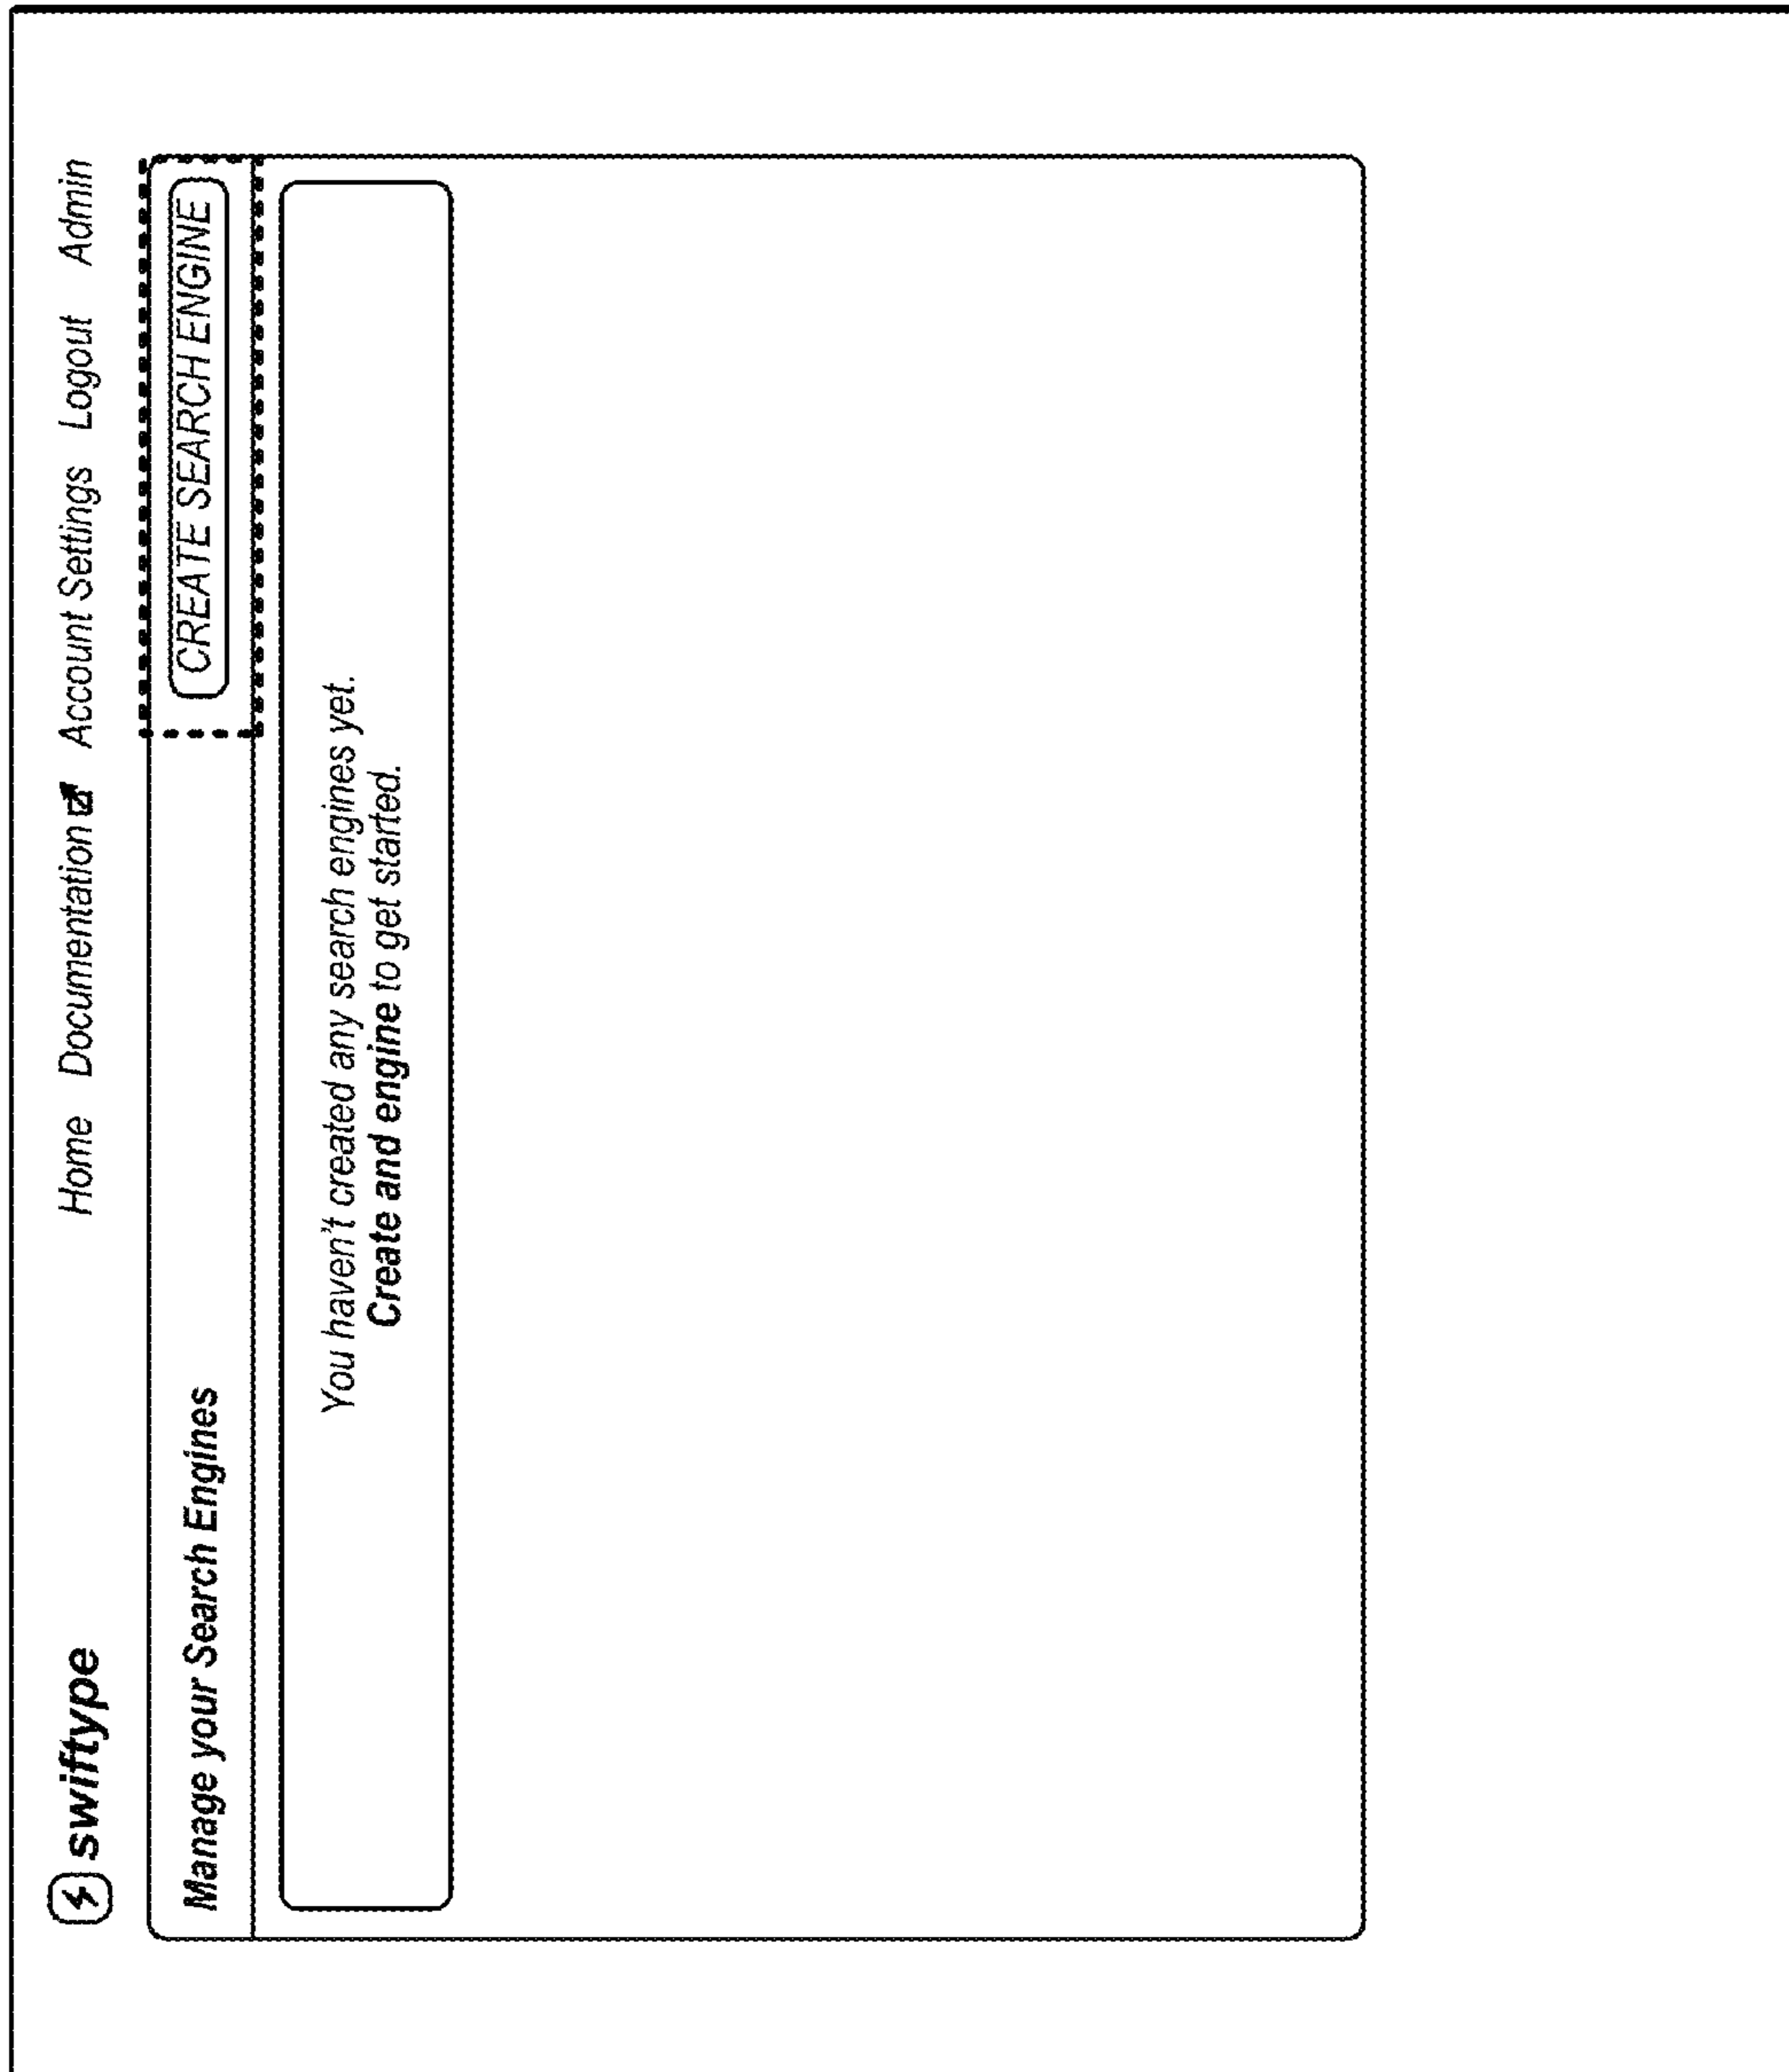 swiftype
Home Documentation Account Settings Logout Admin
Manage your Search Engines
CREATE SEARCH ENGINE
You haven't created any search engines yet.
Create and engine to get started.